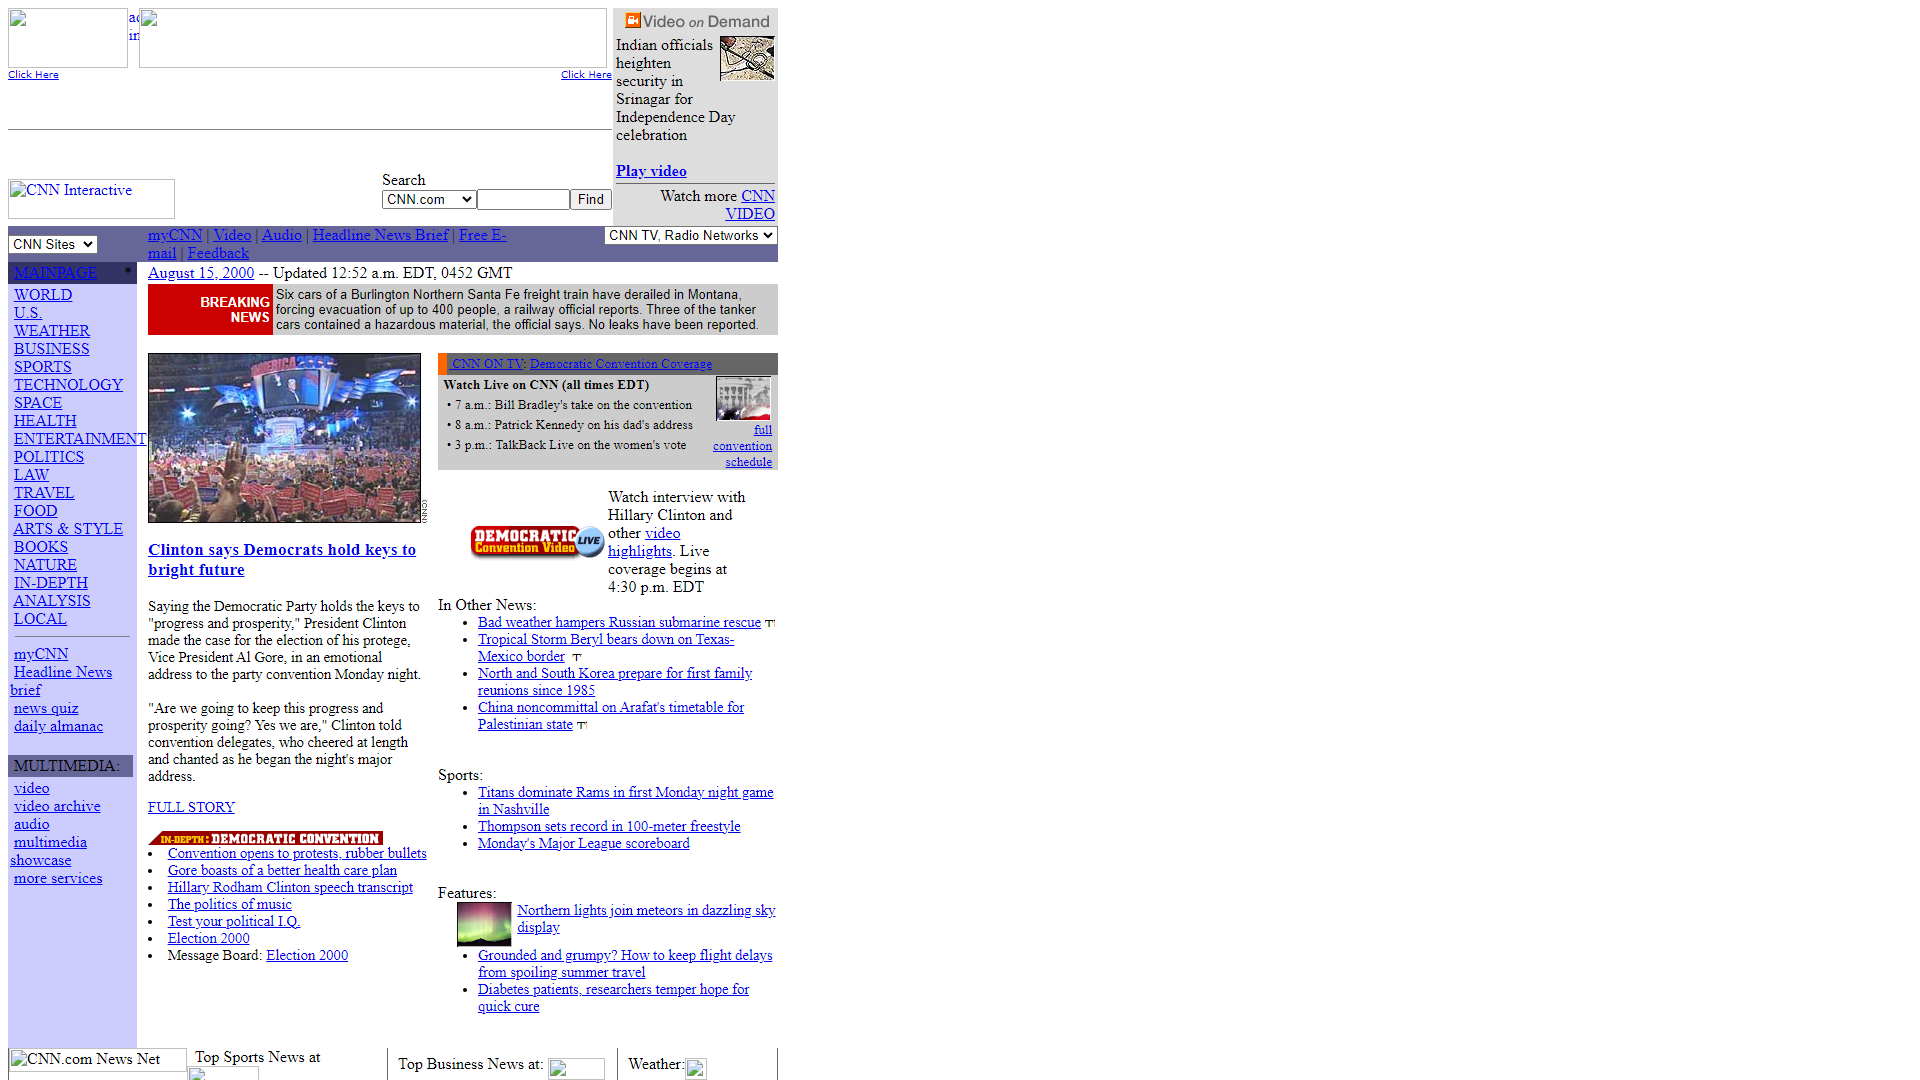 Click Here
Click Here
Video on Demand
Indian officials
heighten
security in
Srinagar for
Independence Day
celebration
Play video
Watch more CNN
VIDEO
CNN Interactive
Search
CNN.com
Find
CNN Sites
myCNN | Video | Audio | Headline News Brief | Free E-
mail | Feedback
CNN TV, Radio Networks
MAINPAGE *
WORLD
U.S.
WEATHER
BUSINESS
SPORTS
TECHNOLOGY
SPACE
HEALTH
ENTERTAINMENT
POLITICS
LAW
TRAVEL
FOOD
ARTS & STYLE
BOOKS
NATURE
IN-DEPTH
ANALYSIS
LOCAL
myCNN
Headline News
brief
news quiz
daily almanac
MULTIMEDIA:
video
video archive
audio
multimedia
showcase
more services
August 15, 2000 -- Updated 12:52 a.m. EDT, 0452 GMT
BREAKING
NEWS
Six cars of a Burlington Northern Santa Fe freight train have derailed in Montana,
forcing evacuation of up to 400 people, a railway official reports. Three of the tanker
cars contained a hazardous material, the official says. No leaks have been reported.
(CNN)
Clinton says Democrats hold keys to
bright future
Saying the Democratic Party holds the keys to
"progress and prosperity," President Clinton
made the case for the election of his protege,
Vice President Al Gore, in an emotional
address to the party convention Monday night.
"Are we going to keep this progress and
prosperity going? Yes we are," Clinton told
convention delegates, who cheered at length
and chanted as he began the night's major
address.
FULL STORY
IN-DEPTH: DEMOCRATIC CONVENTION
• Convention opens to protests, rubber bullets
• Gore boasts of a better health care plan
• Hillary Rodham Clinton speech transcript
• The politics of music
• Test your political I.Q.
• Election 2000
• Message Board: Election 2000
CNN ON TV: Democratic Convention Coverage
Watch Live on CNN (all times EDT)
• 7 a.m.: Bill Bradley's take on the convention
• 8 a.m.: Patrick Kennedy on his dad's address
• 3 p.m.: TalkBack Live on the women's vote
full
convention
schedule
DEMOCRATIC
Convention Video
LIVE
Watch interview with
Hillary Clinton and
other video
highlights. Live
coverage begins at
4:30 p.m. EDT
In Other News:
• Bad weather hampers Russian submarine rescue
• Tropical Storm Beryl bears down on Texas-
Mexico border
• North and South Korea prepare for first family
reunions since 1985
• China noncommittal on Arafat's timetable for
Palestinian state
Sports:
• Titans dominate Rams in first Monday night game
in Nashville
• Thompson sets record in 100-meter freestyle
• Monday's Major League scoreboard
Features:
Northern lights join meteors in dazzling sky
display
• Grounded and grumpy? How to keep flight delays
from spoiling summer travel
• Diabetes patients, researchers temper hope for
quick cure
CNN.com News Net
Top Sports News at
Top Business News at:
Weather: